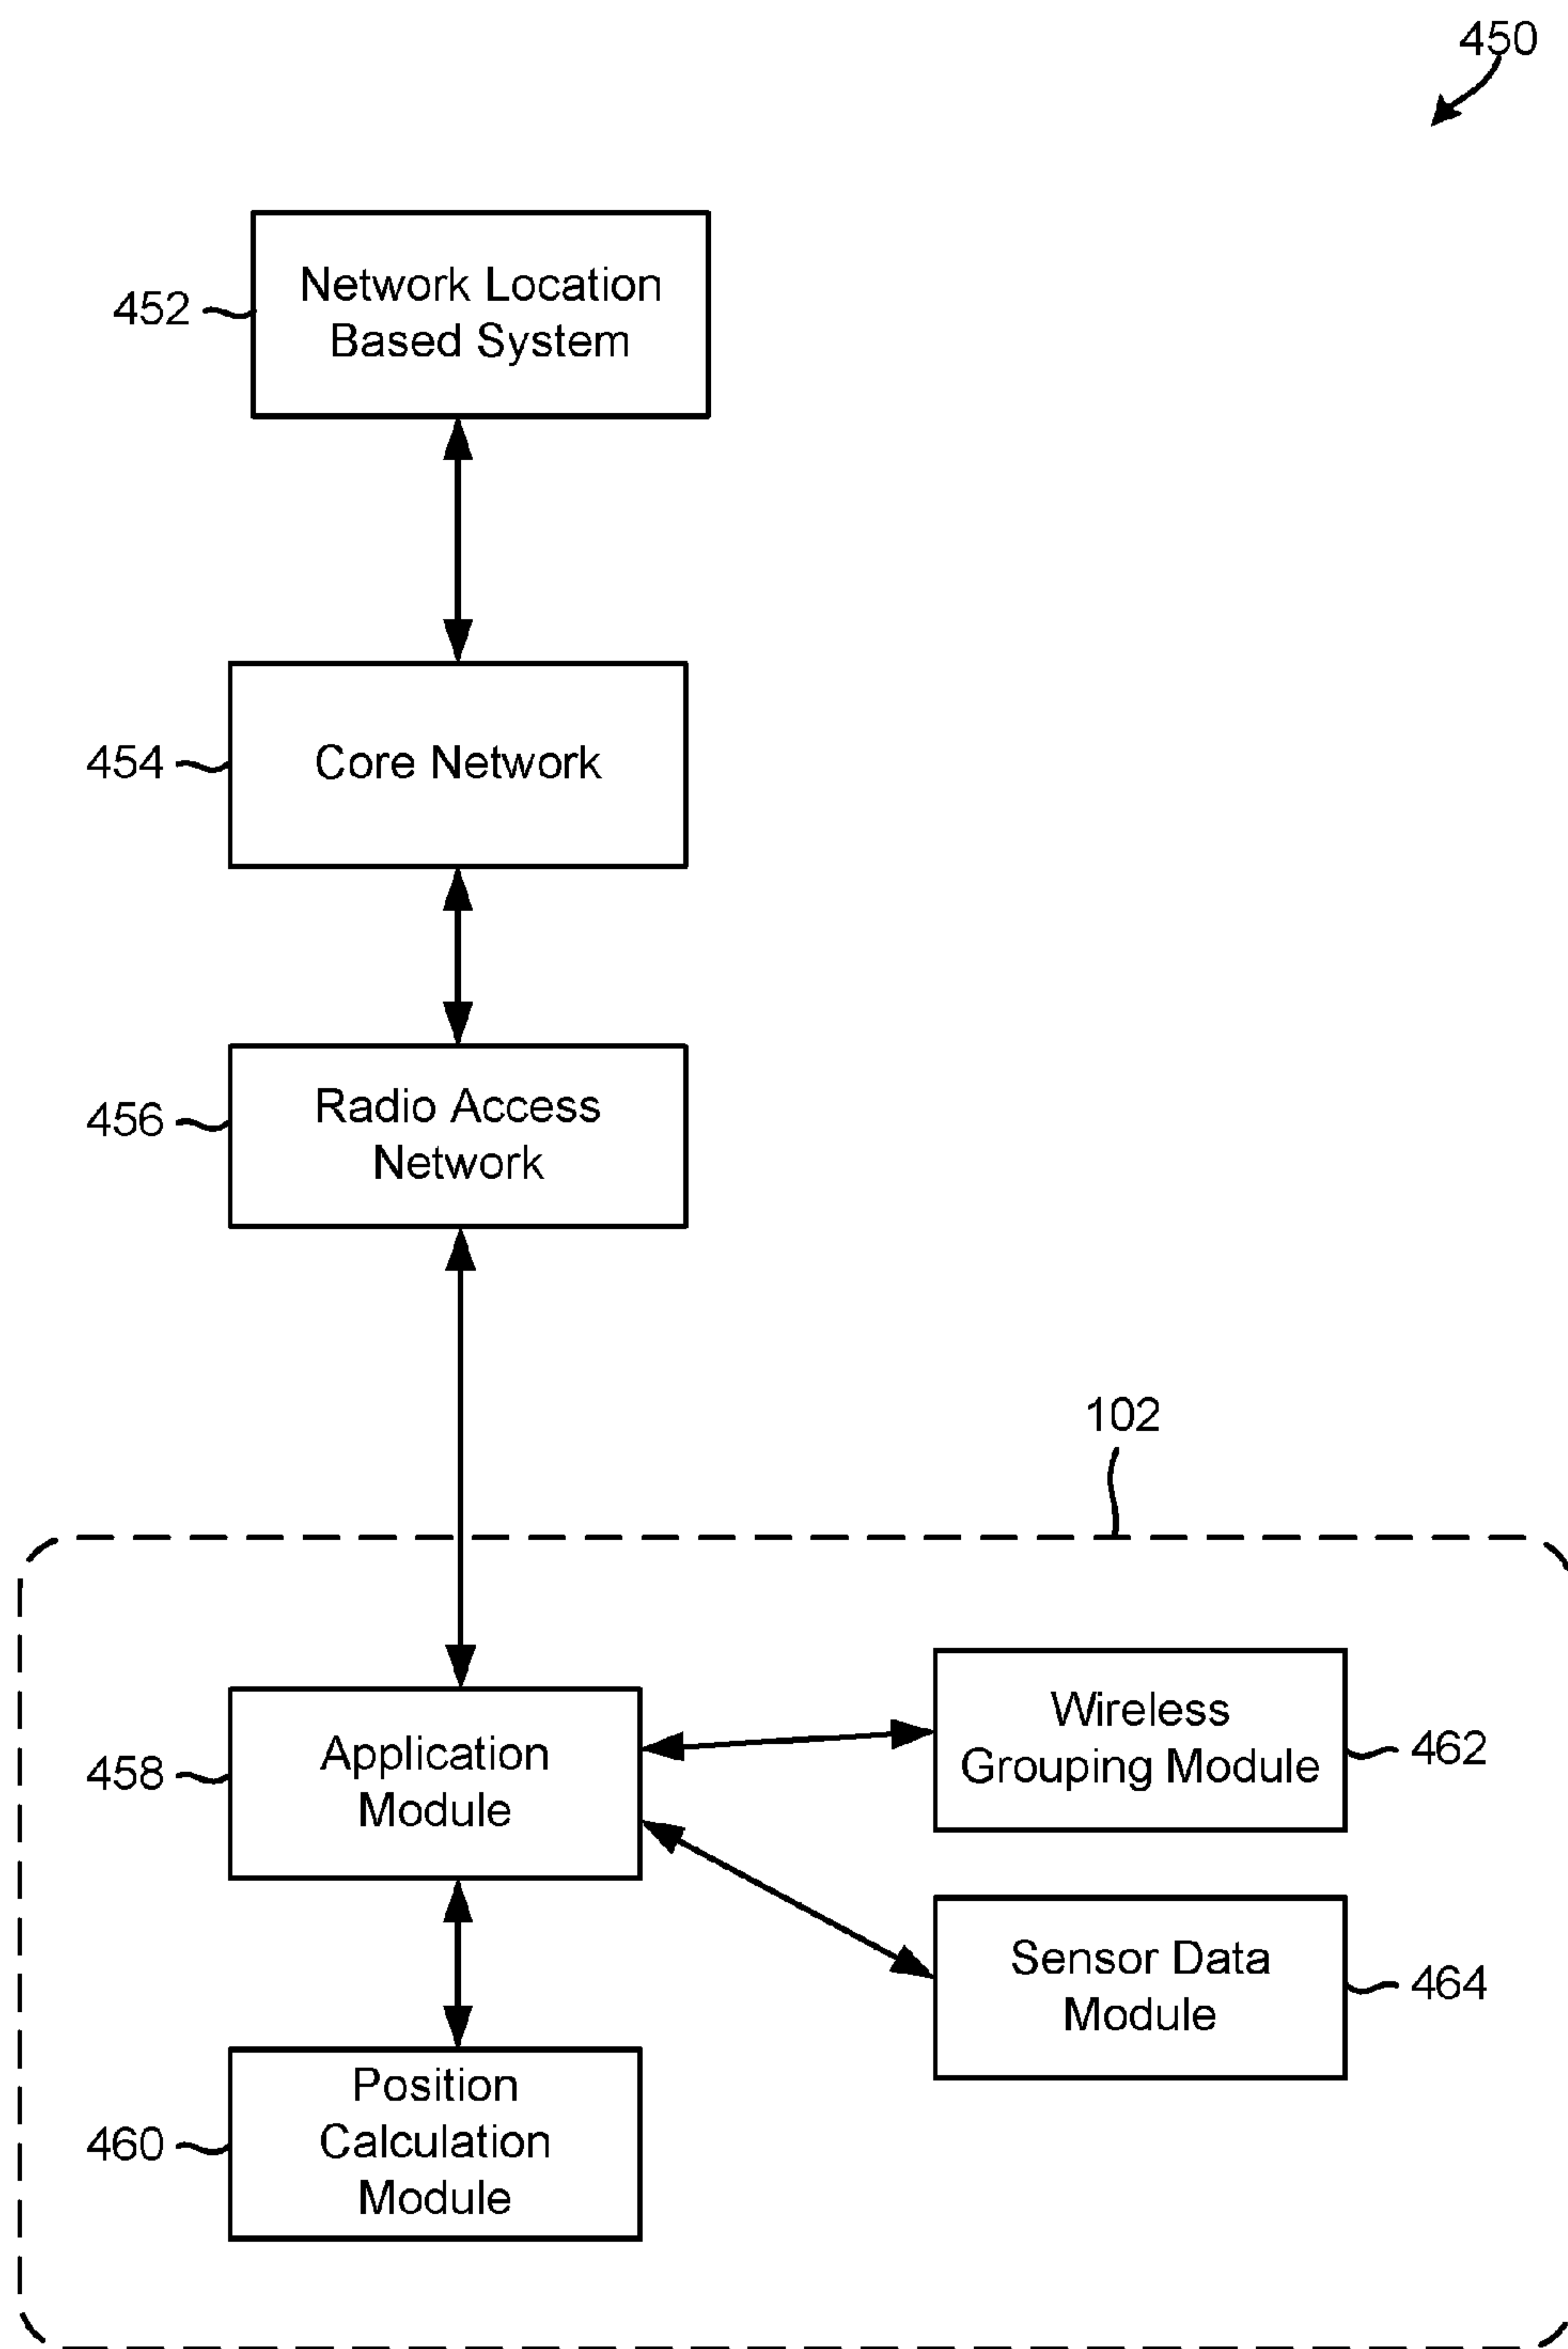 450
452
Network Location
Based System
454
Core Network
456
Radio Access
Network
102
458
Application
Module
Wireless
Grouping Module
462
Sensor Data
Module
464
460
Position
Calculation
Module